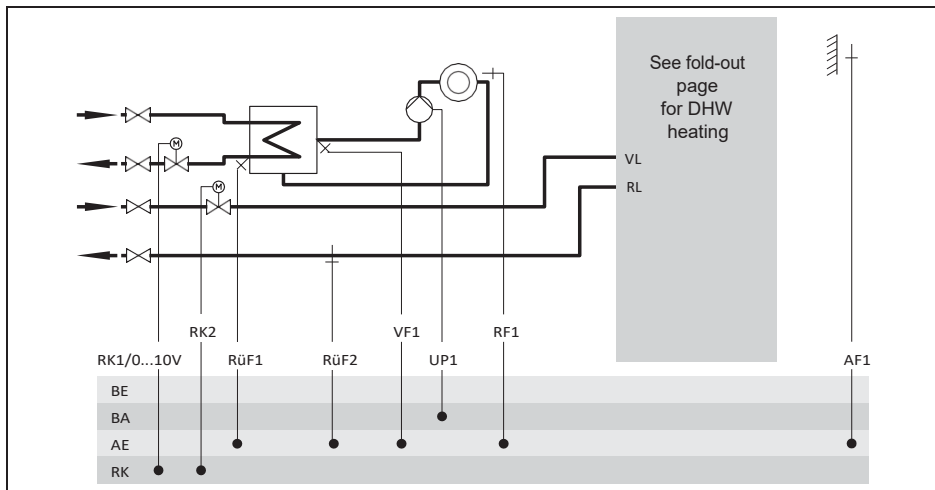 See fold-out
page
for DHW
heating
M
M
VL
RL
RK2
VF1
RF1
RK1/0...10V
RüF1
RüF2
UP1
AF1
BE
BA
AE
RK